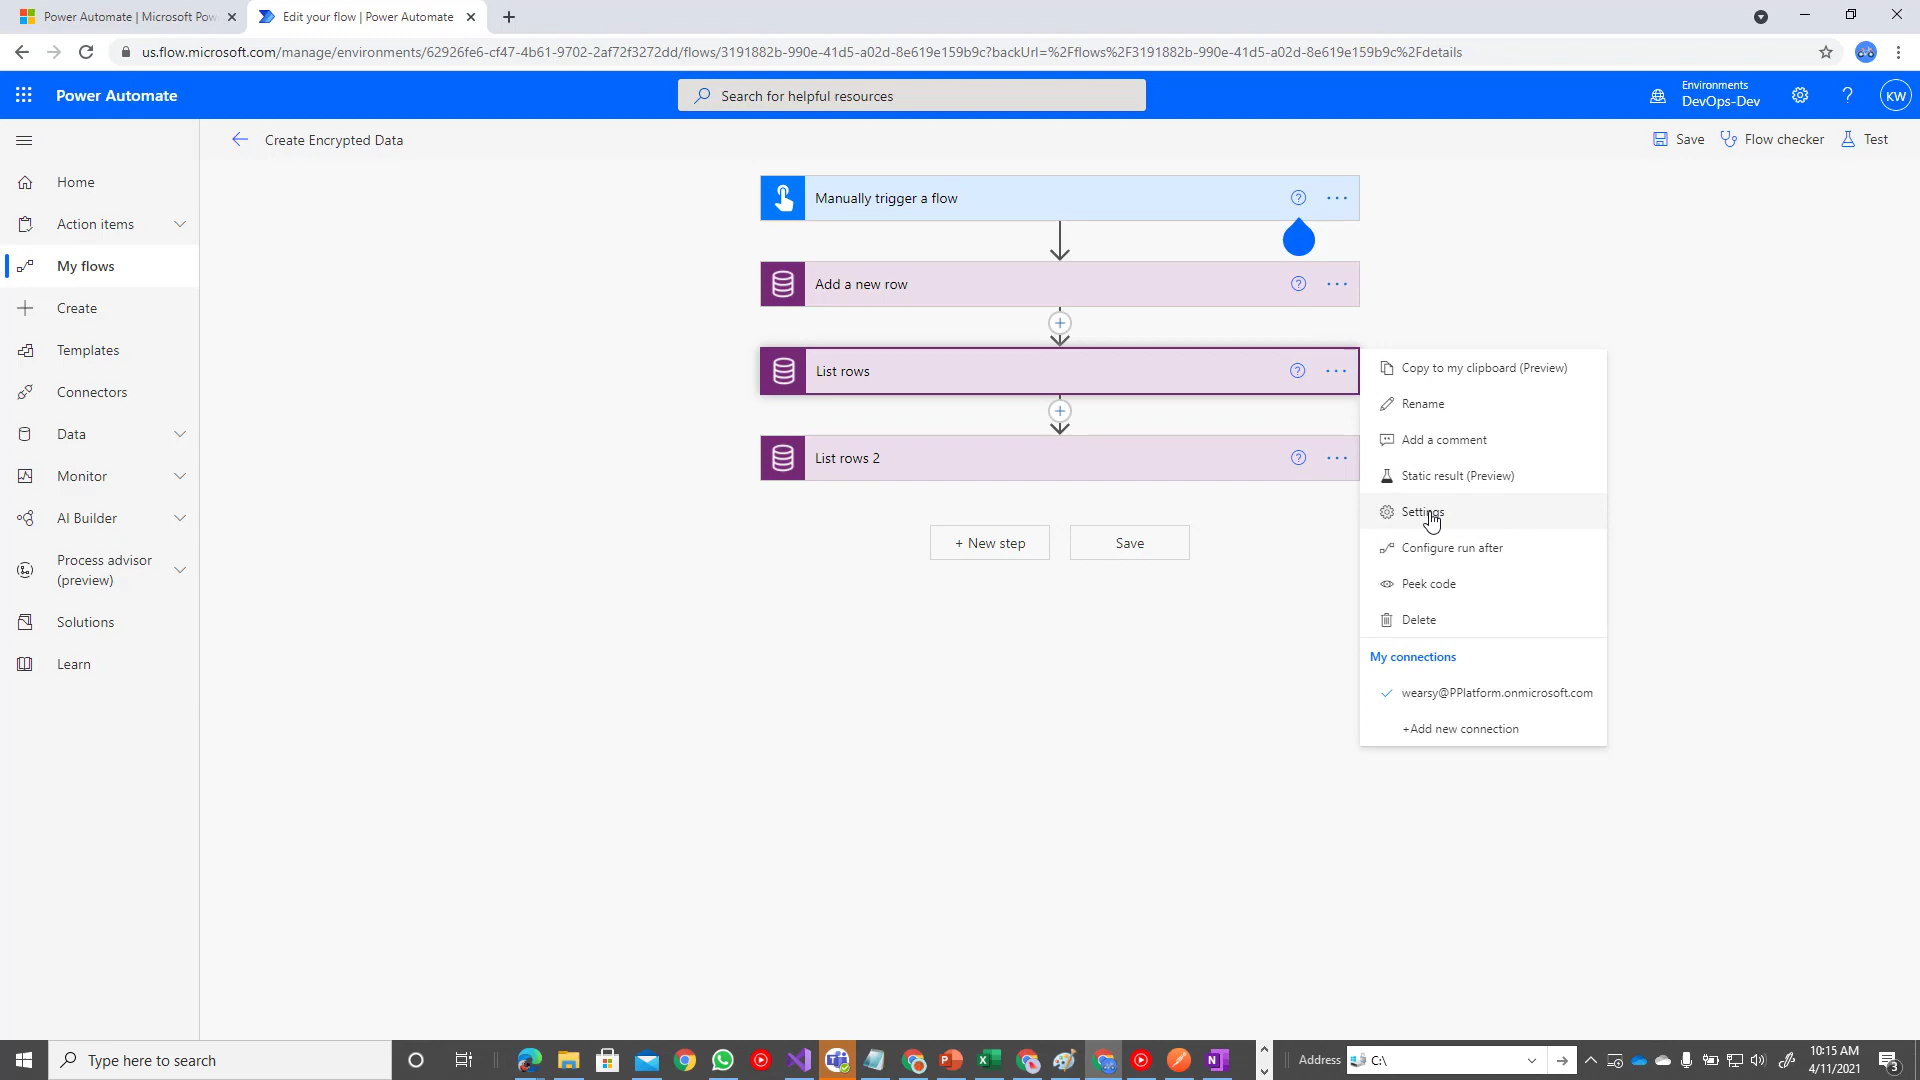 Power Automate | Microsoft Pow
Edit your flow | Power Automate
us.flow.microsoft.com/manage/environments/62926fe6-cf47-4b61-9702-2af72f3272dd/flows/3191882b-990e-41d5-a02d-8e619e159b9c?backUrl=%2Fflows%2F3191882b-990e-41d5-a02d-8e619e159b9c%2Fdetails
Power Automate
Search for helpful resources
Environments
DevOps-Dev
KW
Create Encrypted Data
Save
Flow checker
Test
Home
Action items
My flows
Create
Templates
Connectors
Data
Monitor
AI Builder
Process advisor
(preview)
Solutions
Learn
Manually trigger a flow
Add a new row
List rows
List rows 2
+ New step
Save
Copy to my clipboard (Preview)
Rename
Add a comment
Static result (Preview)
Settings
Configure run after
Peek code
Delete
My connections
wearsy@PPlatform.onmicrosoft.com
+Add new connection
Type here to search
Address
C:\
10:15 AM
4/11/2021
3